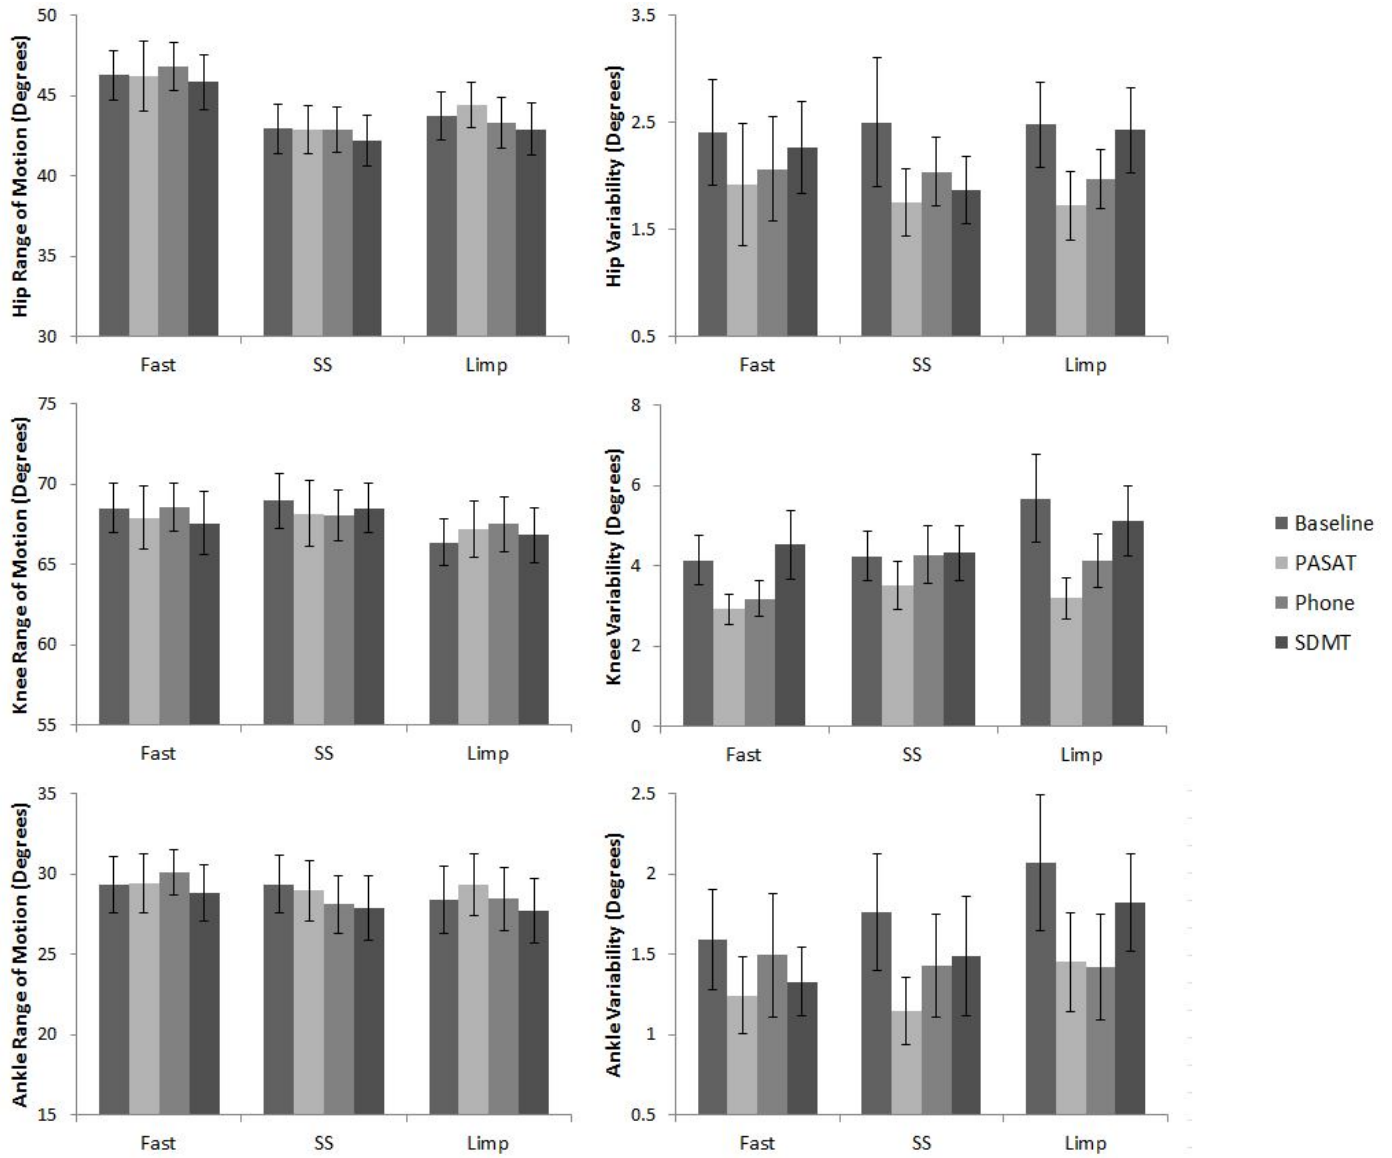 Hip Range of Motion (Degrees)
50
45
40
35
30
Fast SS Limp
Hip Variability (Degrees)
3.5
2.5
1.5
0.5
Fast SS Limp
Knee Range of Motion (Degrees)
75
70
65
60
55
Fast SS Limp
Knee Variability (Degrees)
8
6
4
2
0
Fast SS Limp
Baseline
PASAT
Phone
SDMT
Ankle Range of Motion (Degrees)
35
30
25
20
15
Fast SS Limp
Ankle Variability (Degrees)
2.5
2
1.5
1
0.5
Fast SS Limp